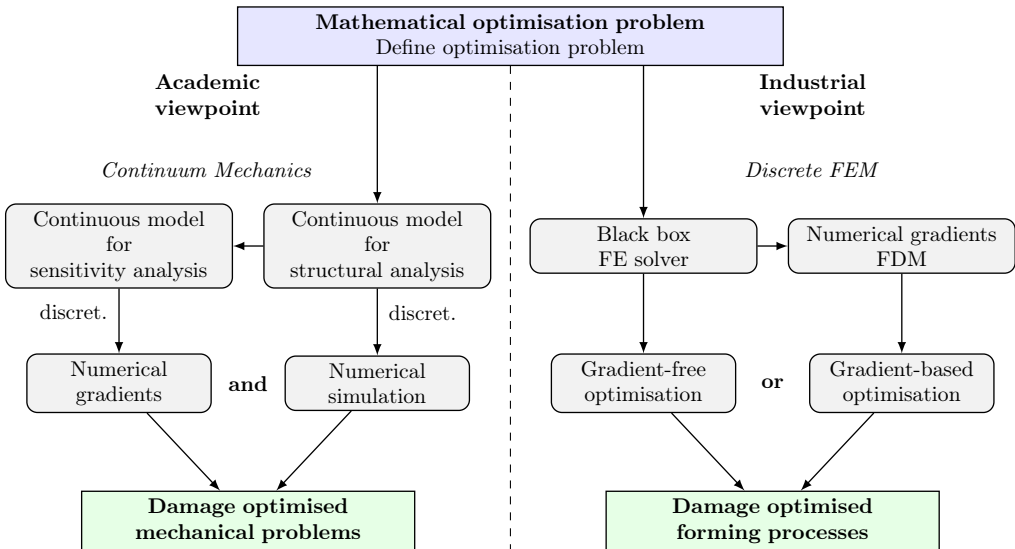 Mathematical optimisation problem
Define optimisation problem
Academic
viewpoint
Industrial
viewpoint
Continuum Mechanics
Discrete FEM
Continuous model
for
sensitivity analysis
Continuous model
for
structural analysis
Black box
FE solver
Numerical gradients
FDM
discret.
discret.
Numerical
gradients
and
Numerical
simulation
Gradient-free
optimisation
or
Gradient-based
optimisation
Damage optimised
mechanical problems
Damage optimised
forming processes